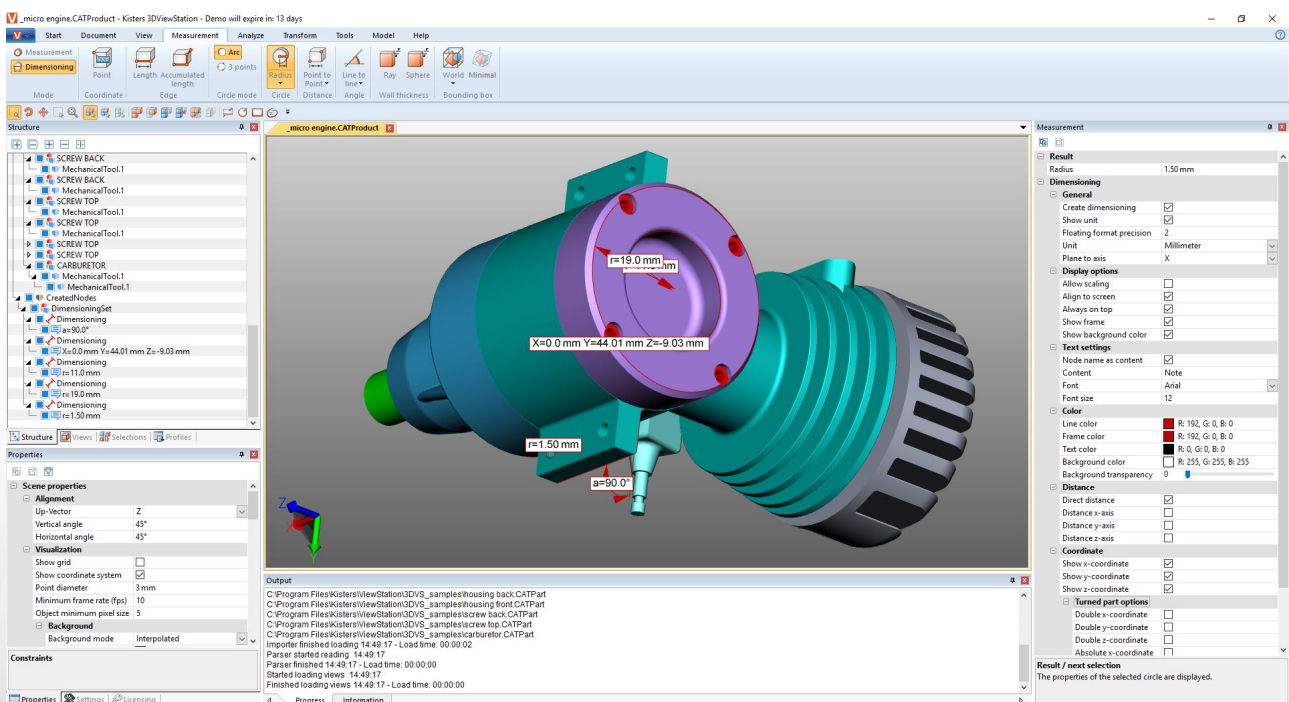 _micro engine.CATProduct - Kisters 3DViewStation - Demo will expire in: 13 days
Start Document View Measurement Analyze Transform Tools Model Help
Measurement
Dimensioning
Mode
Point
Coordinate
Length Accumulated length
Edge
Arc
3 points
Circle mode
Radius
Circle
Point to Point
Distance
Line to line
Angle
Ray Sphere
Wall thickness
World Minimal
Bounding box
Structure
SCREW BACK
MechanicalTool.1
SCREW BACK
MechanicalTool.1
SCREW TOP
MechanicalTool.1
SCREW TOP
MechanicalTool.1
SCREW TOP
SCREW TOP
CARBURETOR
MechanicalTool.1
MechanicalTool.1
CreatedNodes
DimensioningSet
Dimensioning
a=90.0°
Dimensioning
X=0.0 mm Y=44.01 mm Z=-9.03 mm
Dimensioning
r=11.0 mm
Dimensioning
r=19.0 mm
Dimensioning
r=1.50 mm
Structure Views Selections Profiles
Properties
Scene properties
Alignment
Up-Vector Z
Vertical angle 45°
Horizontal angle 45°
Visualization
Show grid
Show coordinate system
Point diameter 3 mm
Minimum frame rate (fps) 10
Object minimum pixel size 5
Background
Background mode Interpolated
Constraints
Properties Settings Licensing
_micro engine.CATProduct
r=19.0 mm
mm
X=0.0 mm Y=44.01 mm Z=-9.03 mm
r=1.50 mm
a=90.0°
Z
X
Y
Output
C:\Program Files\Kisters\ViewStation\3DVS_samples\housing back.CATPart
C:\Program Files\Kisters\ViewStation\3DVS_samples\housing front.CATPart
C:\Program Files\Kisters\ViewStation\3DVS_samples\screw back.CATPart
C:\Program Files\Kisters\ViewStation\3DVS_samples\screw top.CATPart
C:\Program Files\Kisters\ViewStation\3DVS_samples\carburetor.CATPart
Importer finished loading 14:49:17 - Load time: 00:00:02
Parser started reading 14:49:17
Parser finished 14:49:17 - Load time: 00:00:00
Started loading views 14:49:17
Finished loading views 14:49:17 - Load time: 00:00:00
Progress Information
Measurement
Result
Radius 1.50 mm
Dimensioning
General
Create dimensioning
Show unit
Floating format precision 2
Unit Millimeter
Plane to axis X
Display options
Allow scaling
Align to screen
Always on top
Show frame
Show background color
Text settings
Node name as content
Content Note
Font Arial
Font size 12
Color
Line color R: 192, G: 0, B: 0
Frame color R: 192, G: 0, B: 0
Text color R: 0, G: 0, B: 0
Background color R: 255, G: 255, B: 255
Background transparency 0
Distance
Direct distance
Distance x-axis
Distance y-axis
Distance z-axis
Coordinate
Show x-coordinate
Show y-coordinate
Show z-coordinate
Turned part options
Double x-coordinate
Double y-coordinate
Double z-coordinate
Absolute x-coordinate
Result / next selection
The properties of the selected circle are displayed.